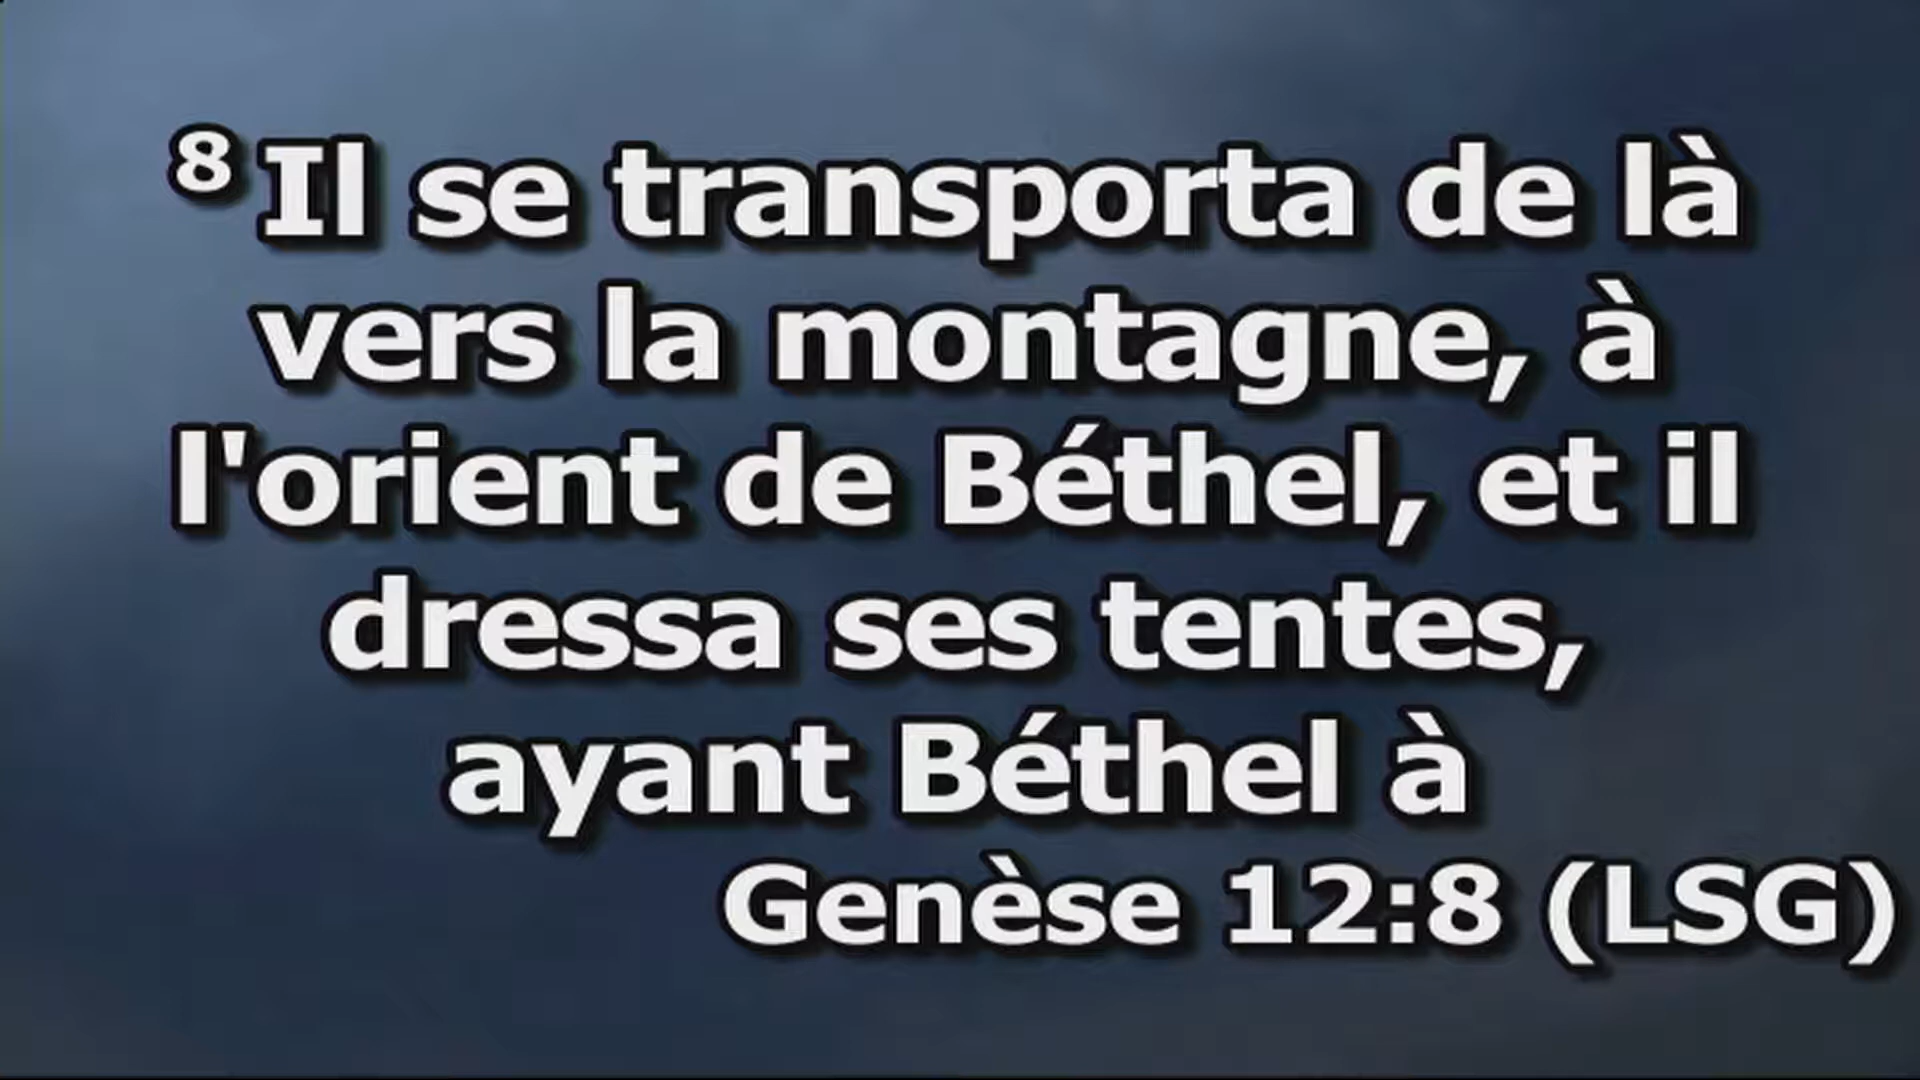 8 Il se transporta de là
vers la montagne, à
l'orient de Béthel, et il
dressa ses tentes,
ayant Béthel à
Genèse 12:8 (LSG)